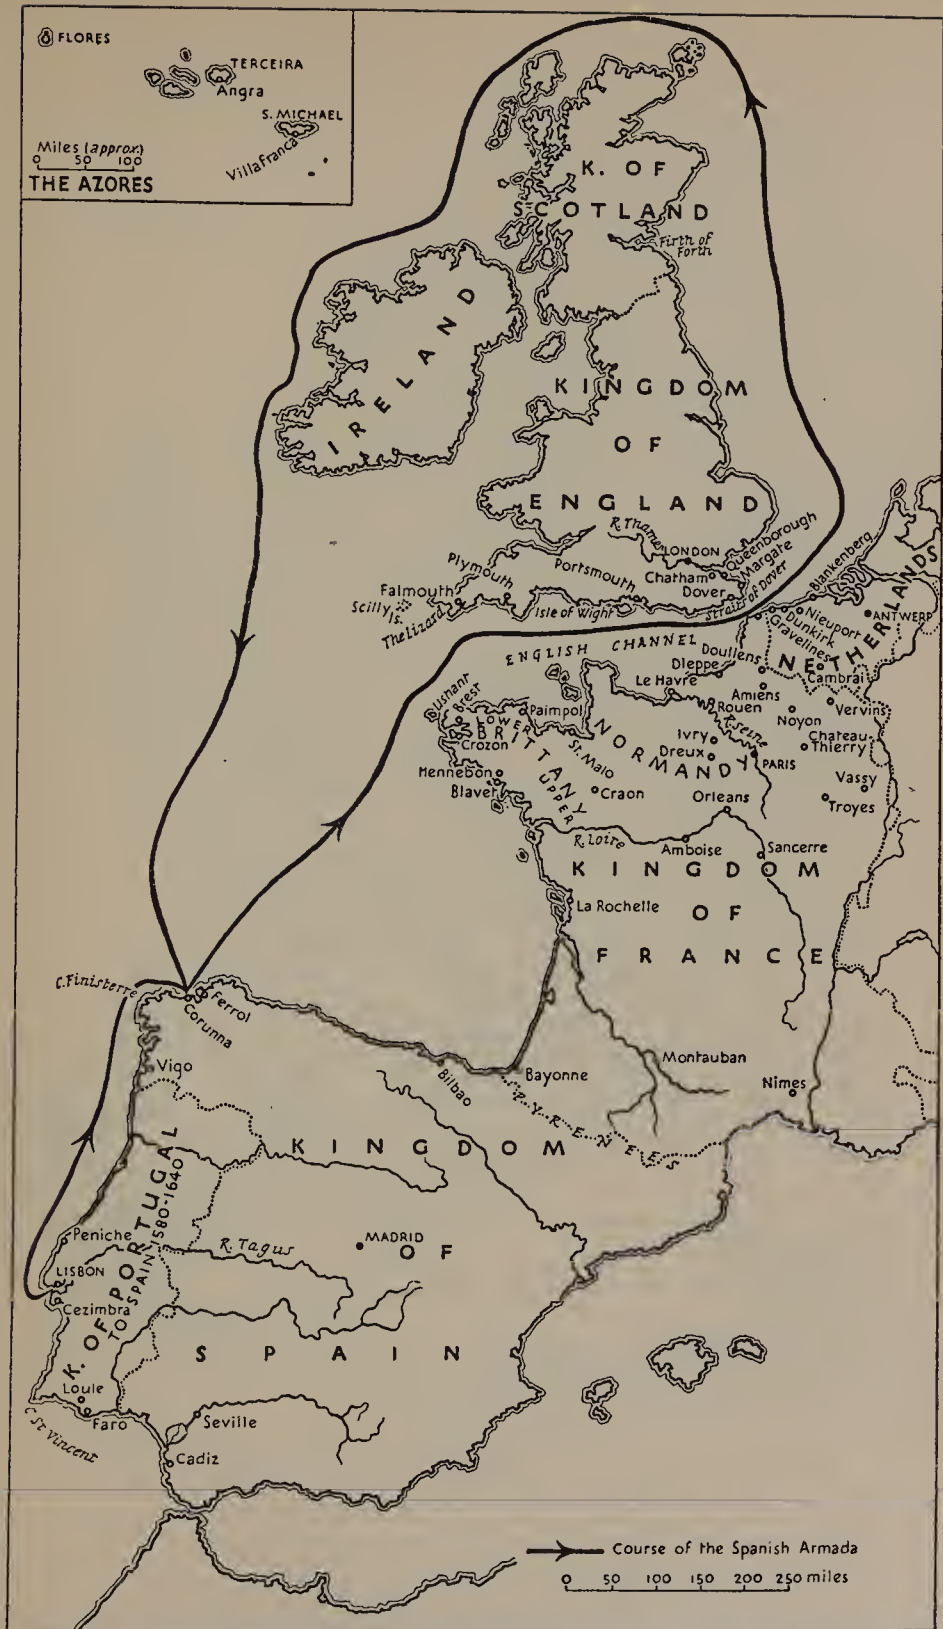 FLORES
TERCEIRA
Angra
S. MICHAEL
VillaFranca
Miles (approx.)
0 50 100
THE AZORES
K. OF
SCOTLAND
Firth of
Forth
IRELAND
KINGDOM
OF
ENGLAND
R. Thames
LONDON
Queenborough
Chatham
Margate
Dover
Straits of Dover
Plymouth
Portsmouth
Falmouth
Scilly
Is.
The Lizard
Isle of Wight
Blankenberg
Nieuport
Dunkirk
Gravelines
ANTWERP
NETHERLANDS
ENGLISH CHANNEL
Doullens
Dieppe
Cambrai
Le Havre
Amiens
Rouen
Noyon
Vervins
R. Seine
Ushant
Brest
Paimpol
LOWER
BRITTANY
UPPER
Crozon
St. Malo
NORMANDY
Ivry
Dreux
PARIS
Chateau
Thierry
Hennebon
Blavet
Craon
Orleans
Vassy
Troyes
R. Loire
Amboise
Sancerre
KINGDOM
OF
FRANCE
La Rochelle
C. Finisterre
Ferrol
Corunna
Vigo
Bilbao
Bayonne
Montauban
Nimes
PYRENEES
KINGDOM
OF
SPAIN
K. OF PORTUGAL
TO SPAIN 1580-1640
Peniche
LISBON
Cezimbra
R. Tagus
MADRID
Loule
Faro
C. St Vincent
Seville
Cadiz
Course of the Spanish Armada
0 50 100 150 200 250 miles